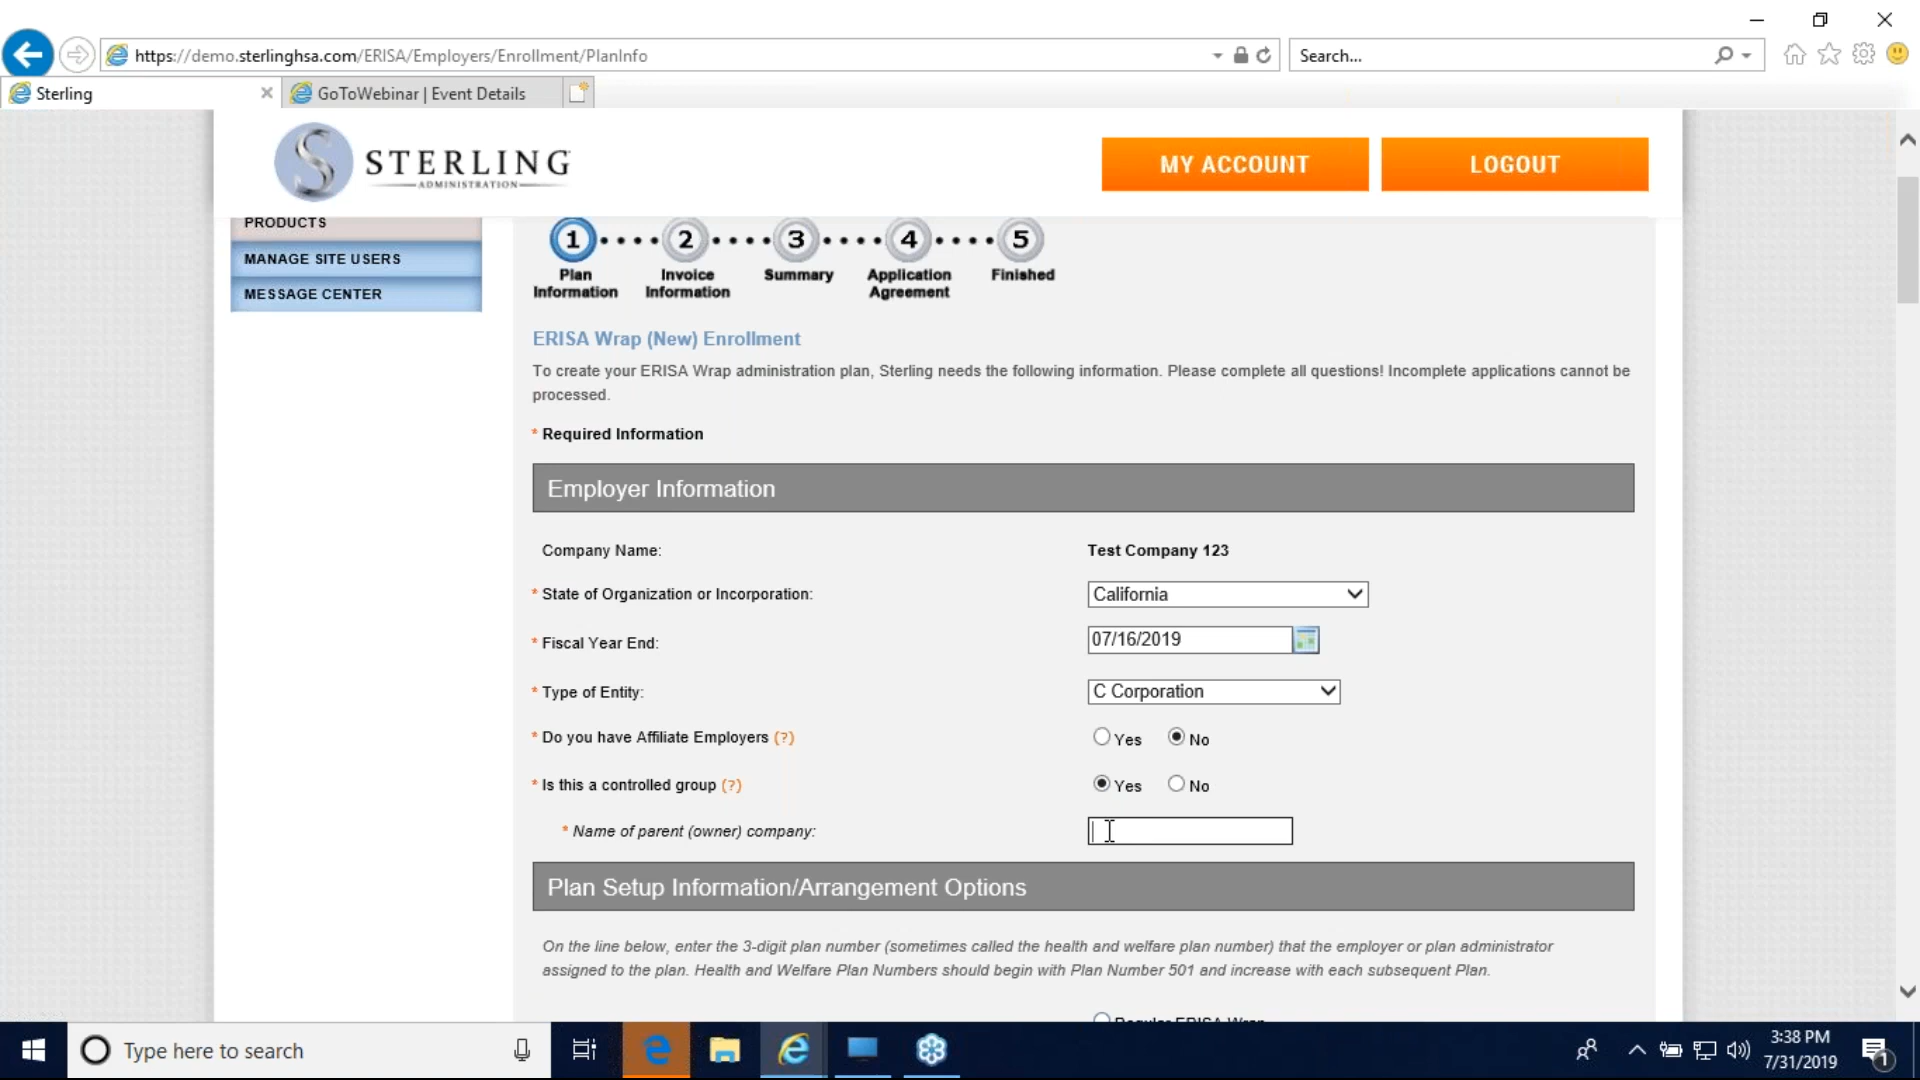 https://demo.sterlinghsa.com/ERISA/Employers/Enrollment/PlanInfo
Search...
Sterling
GoToWebinar | Event Details
STERLING
ADMINISTRATION
MY ACCOUNT
LOGOUT
PRODUCTS
MANAGE SITE USERS
MESSAGE CENTER
1 2 3 4 5
Plan Information
Invoice Information
Summary
Application Agreement
Finished
ERISA Wrap (New) Enrollment
To create your ERISA Wrap administration plan, Sterling needs the following information. Please complete all questions! Incomplete applications cannot be
processed.
* Required Information
Employer Information
Company Name: Test Company 123
* State of Organization or Incorporation: California
* Fiscal Year End: 07/16/2019
* Type of Entity: C Corporation
* Do you have Affiliate Employers (?) Yes No
* Is this a controlled group (?) Yes No
* Name of parent (owner) company:
Plan Setup Information/Arrangement Options
On the line below, enter the 3-digit plan number (sometimes called the health and welfare plan number) that the employer or plan administrator
assigned to the plan. Health and Welfare Plan Numbers should begin with Plan Number 501 and increase with each subsequent Plan.
Regular ERISA Wrap
Type here to search
3:38 PM
7/31/2019
1